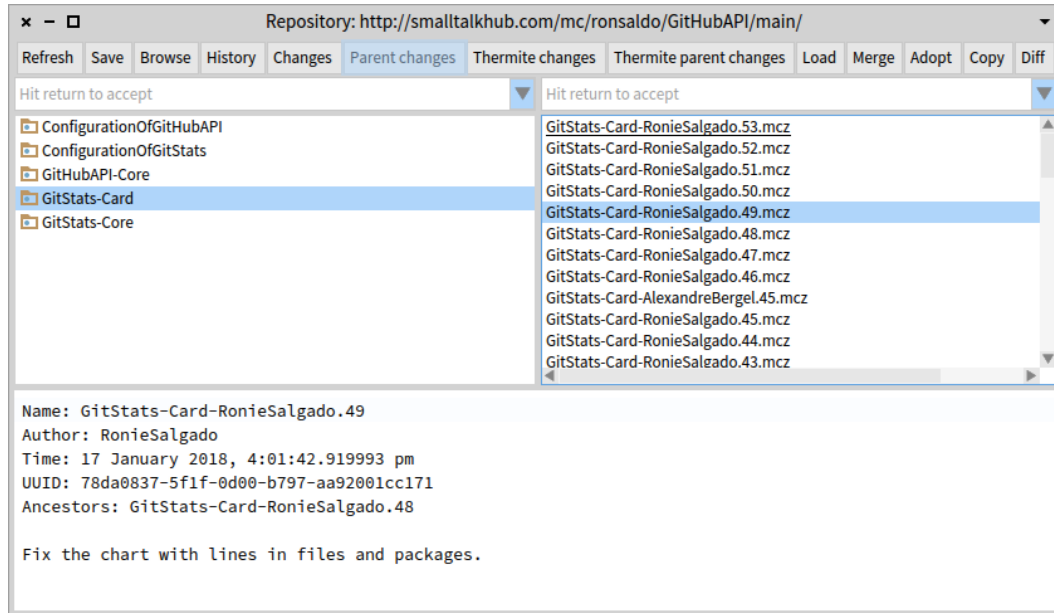 Repository: http://smalltalkhub.com/mc/ronsaldo/GitHubAPI/main/
Refresh Save Browse History Changes Parent changes Thermite changes Thermite parent changes Load Merge Adopt Copy Diff
Hit return to accept
Hit return to accept
ConfigurationOfGitHubAPI
ConfigurationOfGitStats
GitHubAPI-Core
GitStats-Card
GitStats-Core
GitStats-Card-RonieSalgado.53.mcz
GitStats-Card-RonieSalgado.52.mcz
GitStats-Card-RonieSalgado.51.mcz
GitStats-Card-RonieSalgado.50.mcz
GitStats-Card-RonieSalgado.49.mcz
GitStats-Card-RonieSalgado.48.mcz
GitStats-Card-RonieSalgado.47.mcz
GitStats-Card-RonieSalgado.46.mcz
GitStats-Card-AlexandreBergel.45.mcz
GitStats-Card-RonieSalgado.45.mcz
GitStats-Card-RonieSalgado.44.mcz
GitStats-Card-RonieSalgado.43.mcz
Name: GitStats-Card-RonieSalgado.49
Author: RonieSalgado
Time: 17 January 2018, 4:01:42.919993 pm
UUID: 78da0837-5f1f-0d00-b797-aa92001cc171
Ancestors: GitStats-Card-RonieSalgado.48
Fix the chart with lines in files and packages.